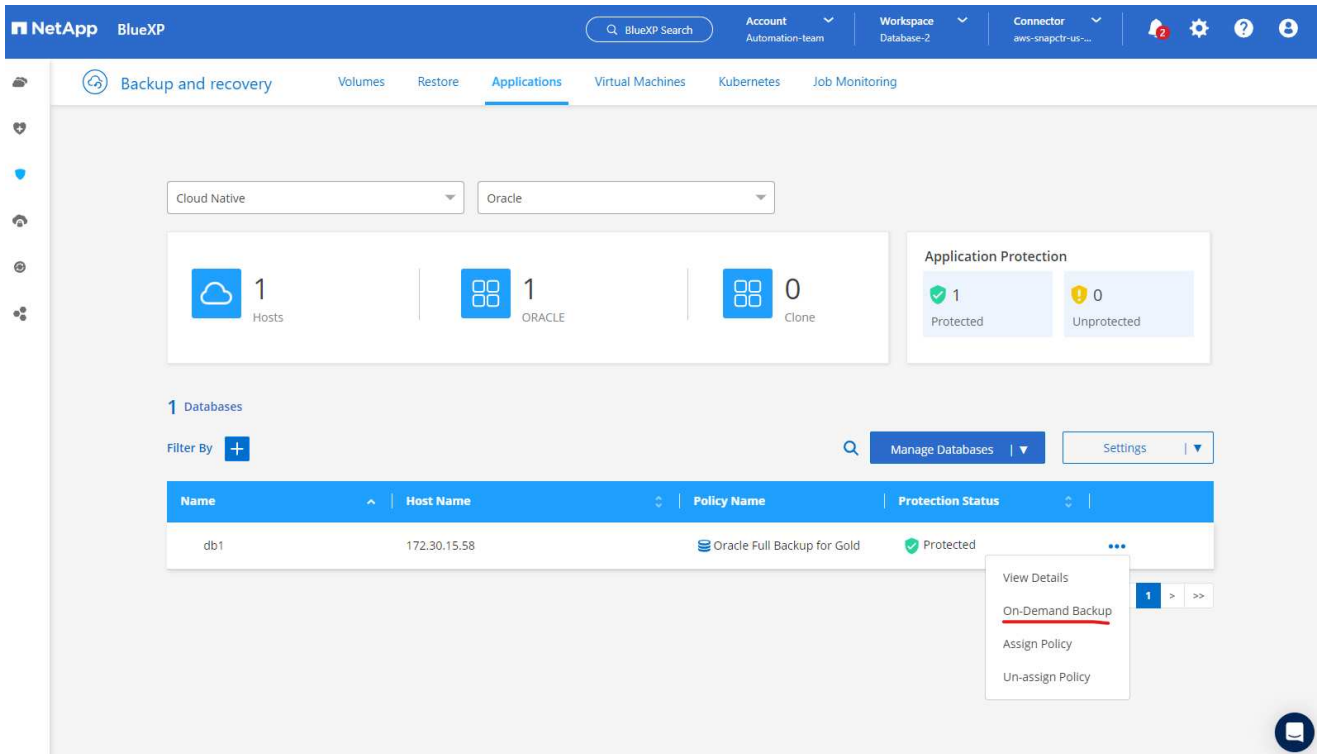 NetApp BlueXP BlueXP Search Account Automation-team Workspace Database-2 Connector aws-snapctr-us-... 2
Backup and recovery Volumes Restore Applications Virtual Machines Kubernetes Job Monitoring
Cloud Native Oracle
1 Hosts 1 ORACLE 0 Clone
Application Protection
1 Protected 0 Unprotected
1 Databases
Filter By + Manage Databases | Settings |
Name Host Name Policy Name Protection Status
db1 172.30.15.58 Oracle Full Backup for Gold Protected •••
View Details
On-Demand Backup
Assign Policy
Un-assign Policy
1 > >>